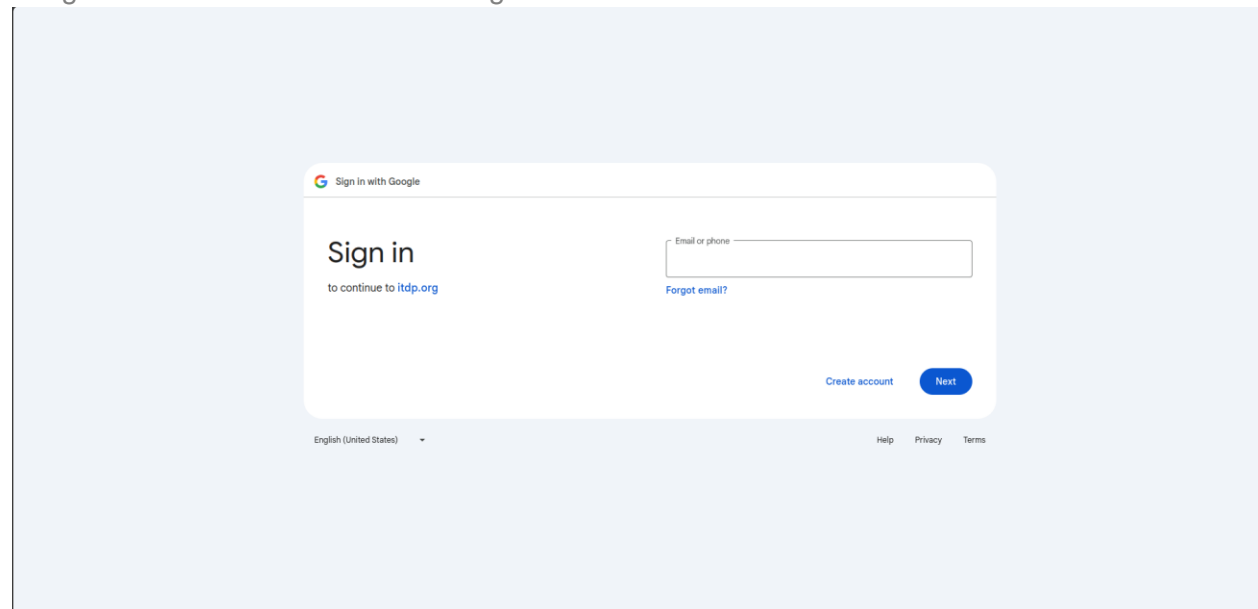 Sign in with Google
Sign in
to continue to itdp.org
Email or phone
Forgot email?
Create account
Next
English (United States)
Help
Privacy
Terms